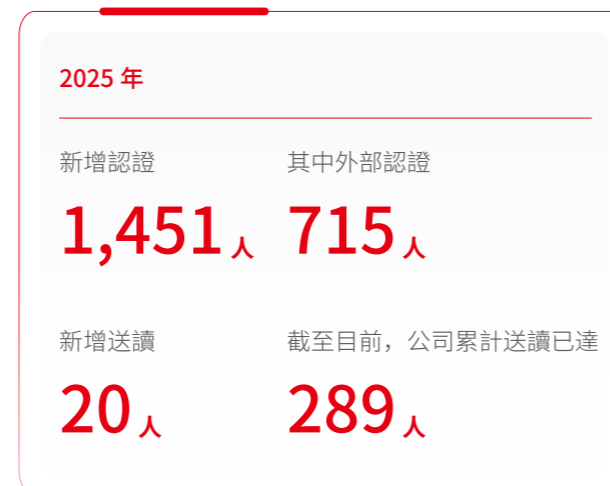 2025 年
新增認證
1,451 人
其中外部認證
715 人
新增送讀
20 人
截至目前，公司累計送讀已達
289 人